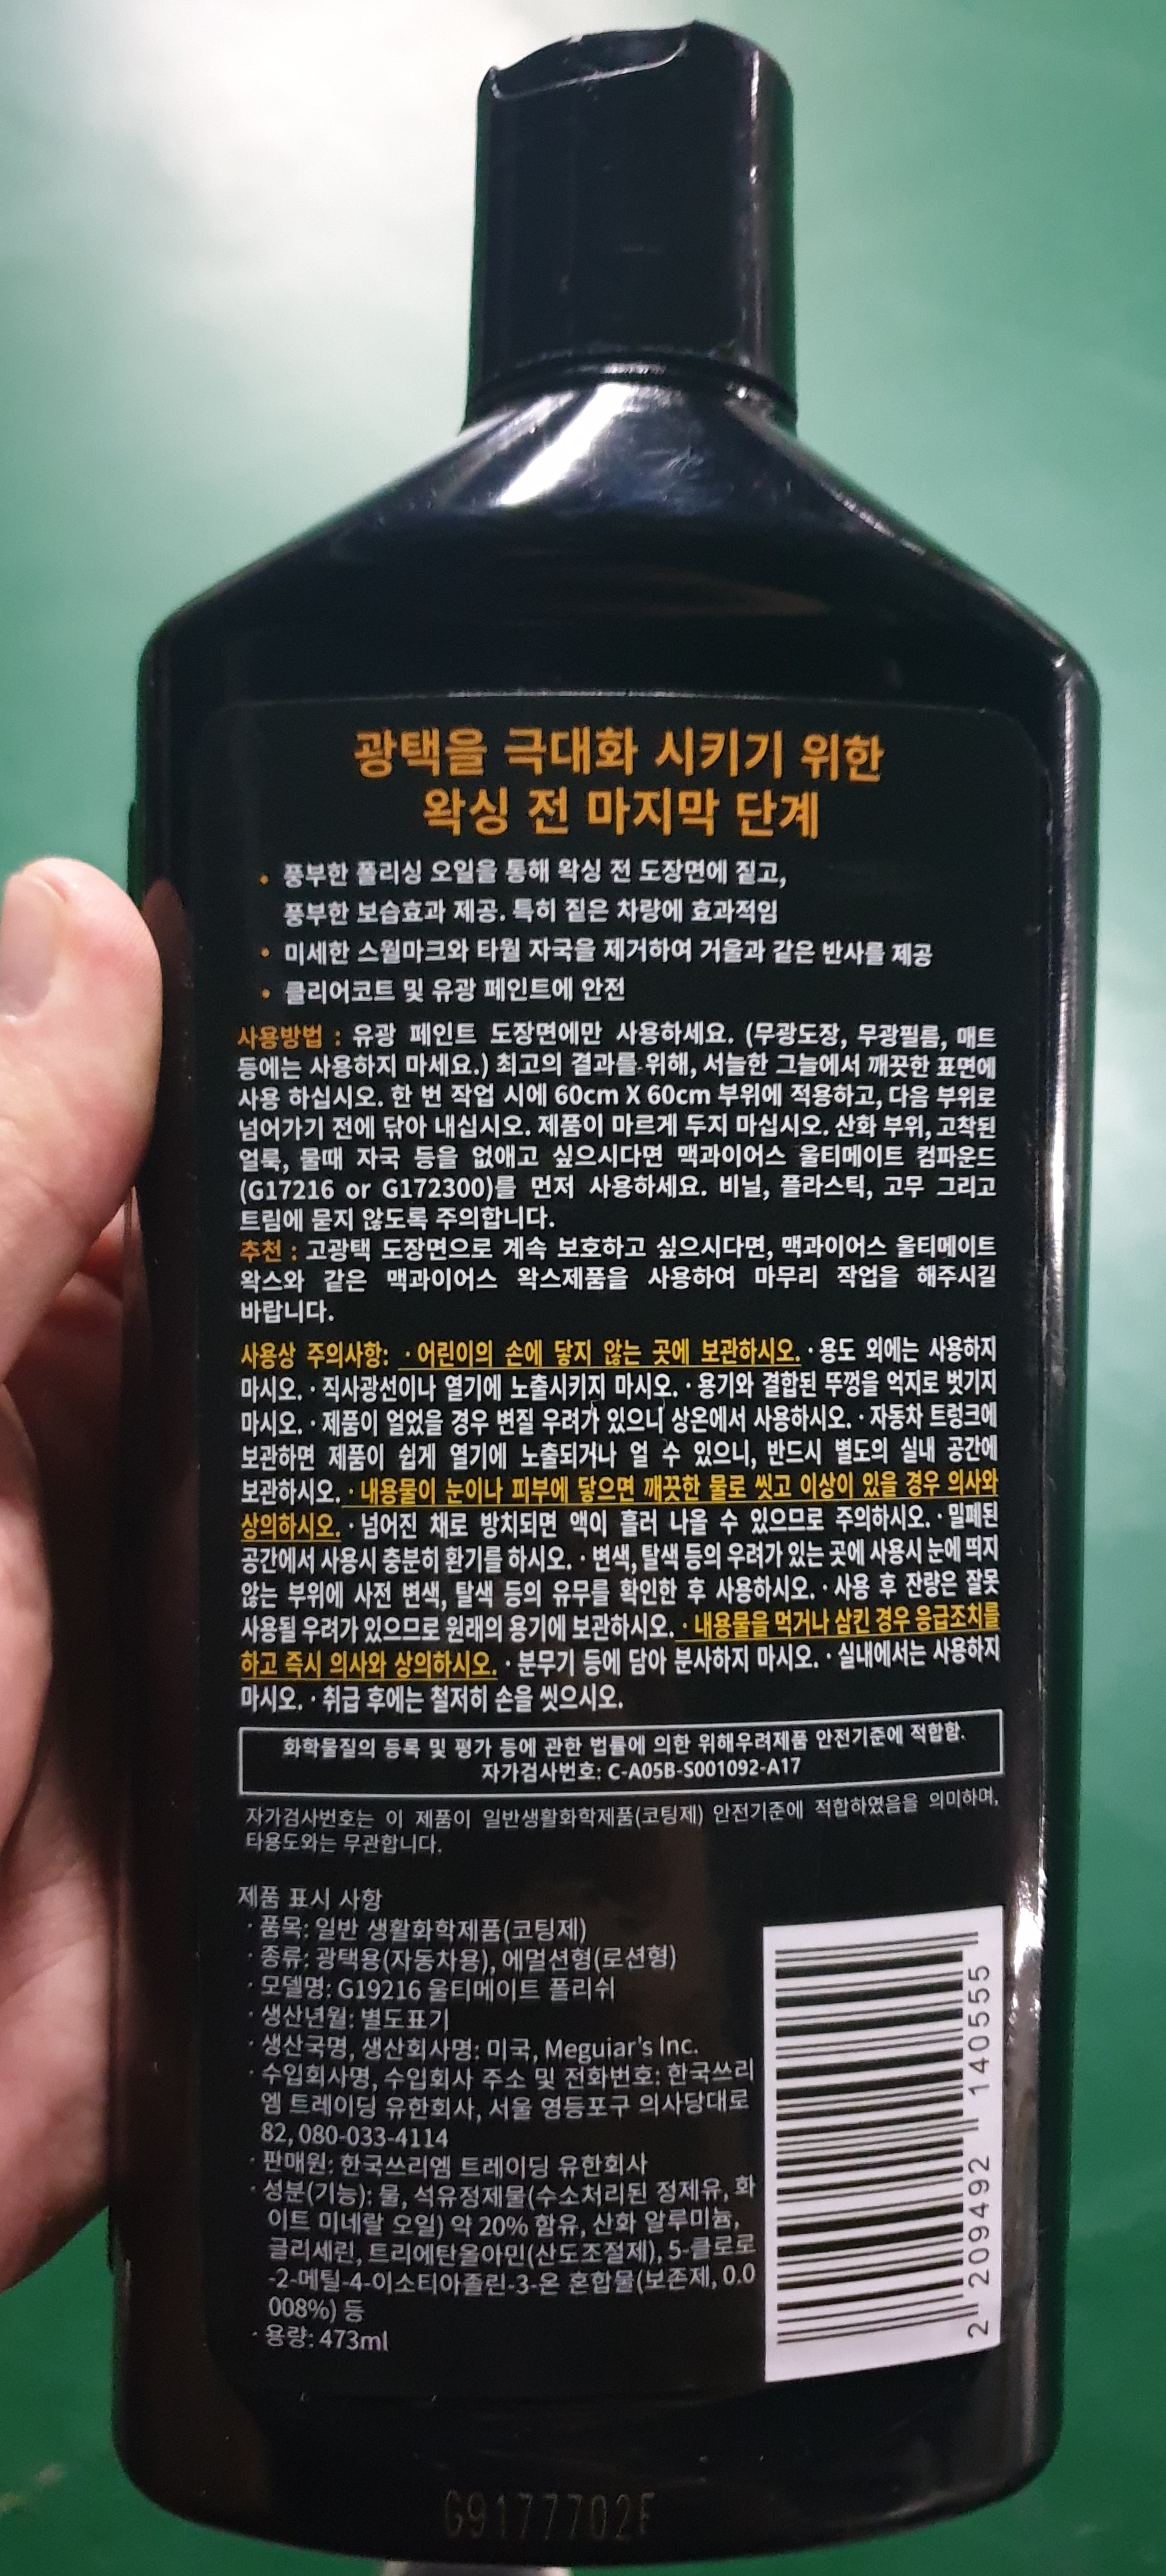 광택을 극대화 시키기 위한
왁싱 전 마지막 단계
• 풍부한 폴리싱 오일을 통해 왁싱 전 도장면에 짙고,
풍부한 보습효과 제공. 특히 짙은 차량에 효과적임
• 미세한 스월마크와 타월 자국을 제거하여 거울과 같은 반사를 제공
• 클리어코트 및 유광 페인트에 안전
사용방법 : 유광 페인트 도장면에만 사용하세요. (무광도장, 무광필름, 매트
등에는 사용하지 마세요.) 최고의 결과를 위해, 서늘한 그늘에서 깨끗한 표면에
사용 하십시오. 한 번 작업 시에 60cm X 60cm 부위에 적용하고, 다음 부위로
넘어가기 전에 닦아 내십시오. 제품이 마르게 두지 마십시오. 산화 부위, 고착된
얼룩, 물때 자국 등을 없애고 싶으시다면 맥과이어스 울티메이트 컴파운드
(G17216 or G172300)를 먼저 사용하세요. 비닐, 플라스틱, 고무 그리고
트림에 묻지 않도록 주의합니다.
추천 : 고광택 도장면으로 계속 보호하고 싶으시다면, 맥과이어스 울티메이트
왁스와 같은 맥과이어스 왁스제품을 사용하여 마무리 작업을 해주시길
바랍니다.
사용상 주의사항: · 어린이의 손에 닿지 않는 곳에 보관하시오. · 용도 외에는 사용하지
마시오. · 직사광선이나 열기에 노출시키지 마시오. · 용기와 결합된 뚜껑을 억지로 벗기지
마시오. · 제품이 얼었을 경우 변질 우려가 있으니 상온에서 사용하시오. · 자동차 트렁크에
보관하면 제품이 쉽게 열기에 노출되거나 얼 수 있으니, 반드시 별도의 실내 공간에
보관하시오. · 내용물이 눈이나 피부에 닿으면 깨끗한 물로 씻고 이상이 있을 경우 의사와
상의하시오. · 넘어진 채로 방치되면 액이 흘러 나올 수 있으므로 주의하시오. · 밀폐된
공간에서 사용시 충분히 환기를 하시오. · 변색, 탈색 등의 우려가 있는 곳에 사용시 눈에 띄지
않는 부위에 사전 변색, 탈색 등의 유무를 확인한 후 사용하시오. · 사용 후 잔량은 잘못
사용될 우려가 있으므로 원래의 용기에 보관하시오. · 내용물을 먹거나 삼킨 경우 응급조치를
하고 즉시 의사와 상의하시오. · 분무기 등에 담아 분사하지 마시오. · 실내에서는 사용하지
마시오. · 취급 후에는 철저히 손을 씻으시오.
화학물질의 등록 및 평가 등에 관한 법률에 의한 위해우려제품 안전기준에 적합함.
자가검사번호: C-A05B-S001092-A17
자가검사번호는 이 제품이 일반생활화학제품(코팅제) 안전기준에 적합하였음을 의미하며,
타용도와는 무관합니다.
제품 표시 사항
· 품목: 일반 생활화학제품(코팅제)
· 종류: 광택용(자동차용), 에멀션형(로션형)
· 모델명: G19216 울티메이트 폴리쉬
· 생산년월: 별도표기
· 생산국명, 생산회사명: 미국, Meguiar's Inc.
· 수입회사명, 수입회사 주소 및 전화번호: 한국쓰리
엠 트레이딩 유한회사, 서울 영등포구 의사당대로
82, 080-033-4114
· 판매원: 한국쓰리엠 트레이딩 유한회사
· 성분(기능): 물, 석유정제물(수소처리된 정제유, 화
이트 미네랄 오일) 약 20% 함유, 산화 알루미늄,
글리세린, 트리에탄올아민(산도조절제), 5-클로로
-2-메틸-4-이소티아졸린-3-온 혼합물(보존제, 0.0
008%) 등
· 용량: 473ml
2 209492 140555
G9177702F